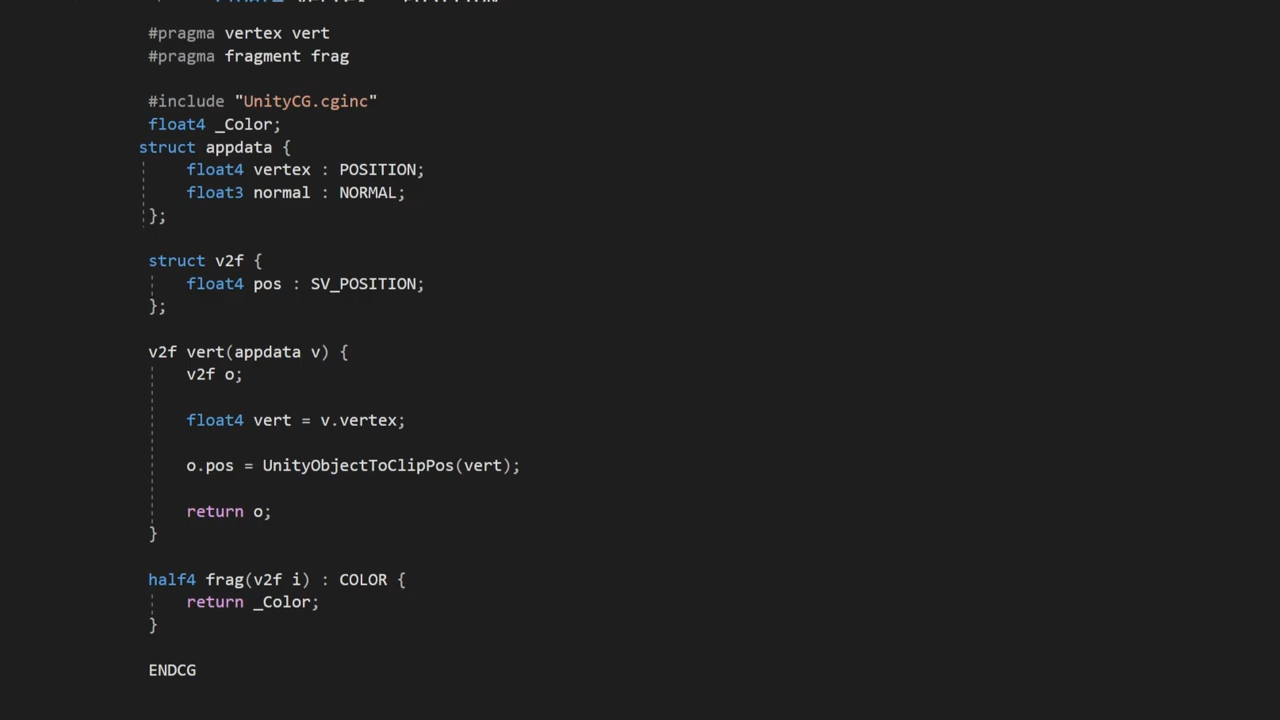 #pragma vertex vert
#pragma fragment frag
#include "UnityCG.cginc"
float4 _Color;
struct appdata {
float4 vertex : POSITION;
float3 normal : NORMAL;
};
struct v2f {
float4 pos : SV_POSITION;
};
v2f vert(appdata v) {
v2f o;
float4 vert = v.vertex;
o.pos = UnityObjectToClipPos(vert);
return o;
}
half4 frag(v2f i) : COLOR {
return _Color;
}
ENDCG